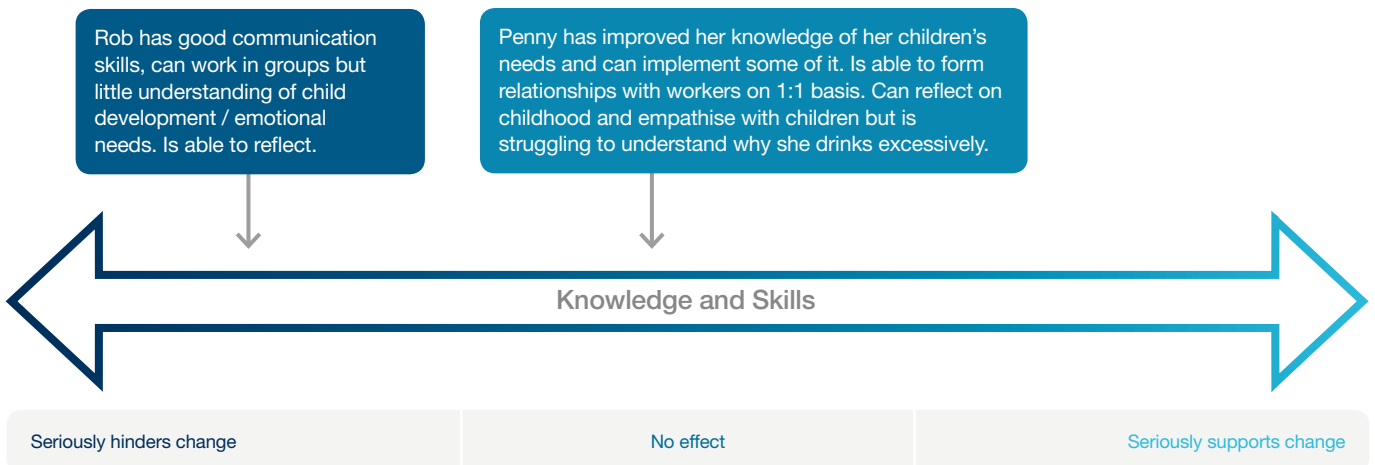 Rob has good communication
skills, can work in groups but
little understanding of child
development / emotional
needs. Is able to reflect.
Penny has improved her knowledge of her children’s
needs and can implement some of it. Is able to form
relationships with workers on 1:1 basis. Can reflect on
childhood and empathise with children but is
struggling to understand why she drinks excessively.
Knowledge and Skills
Seriously hinders change
No effect
Seriously supports change